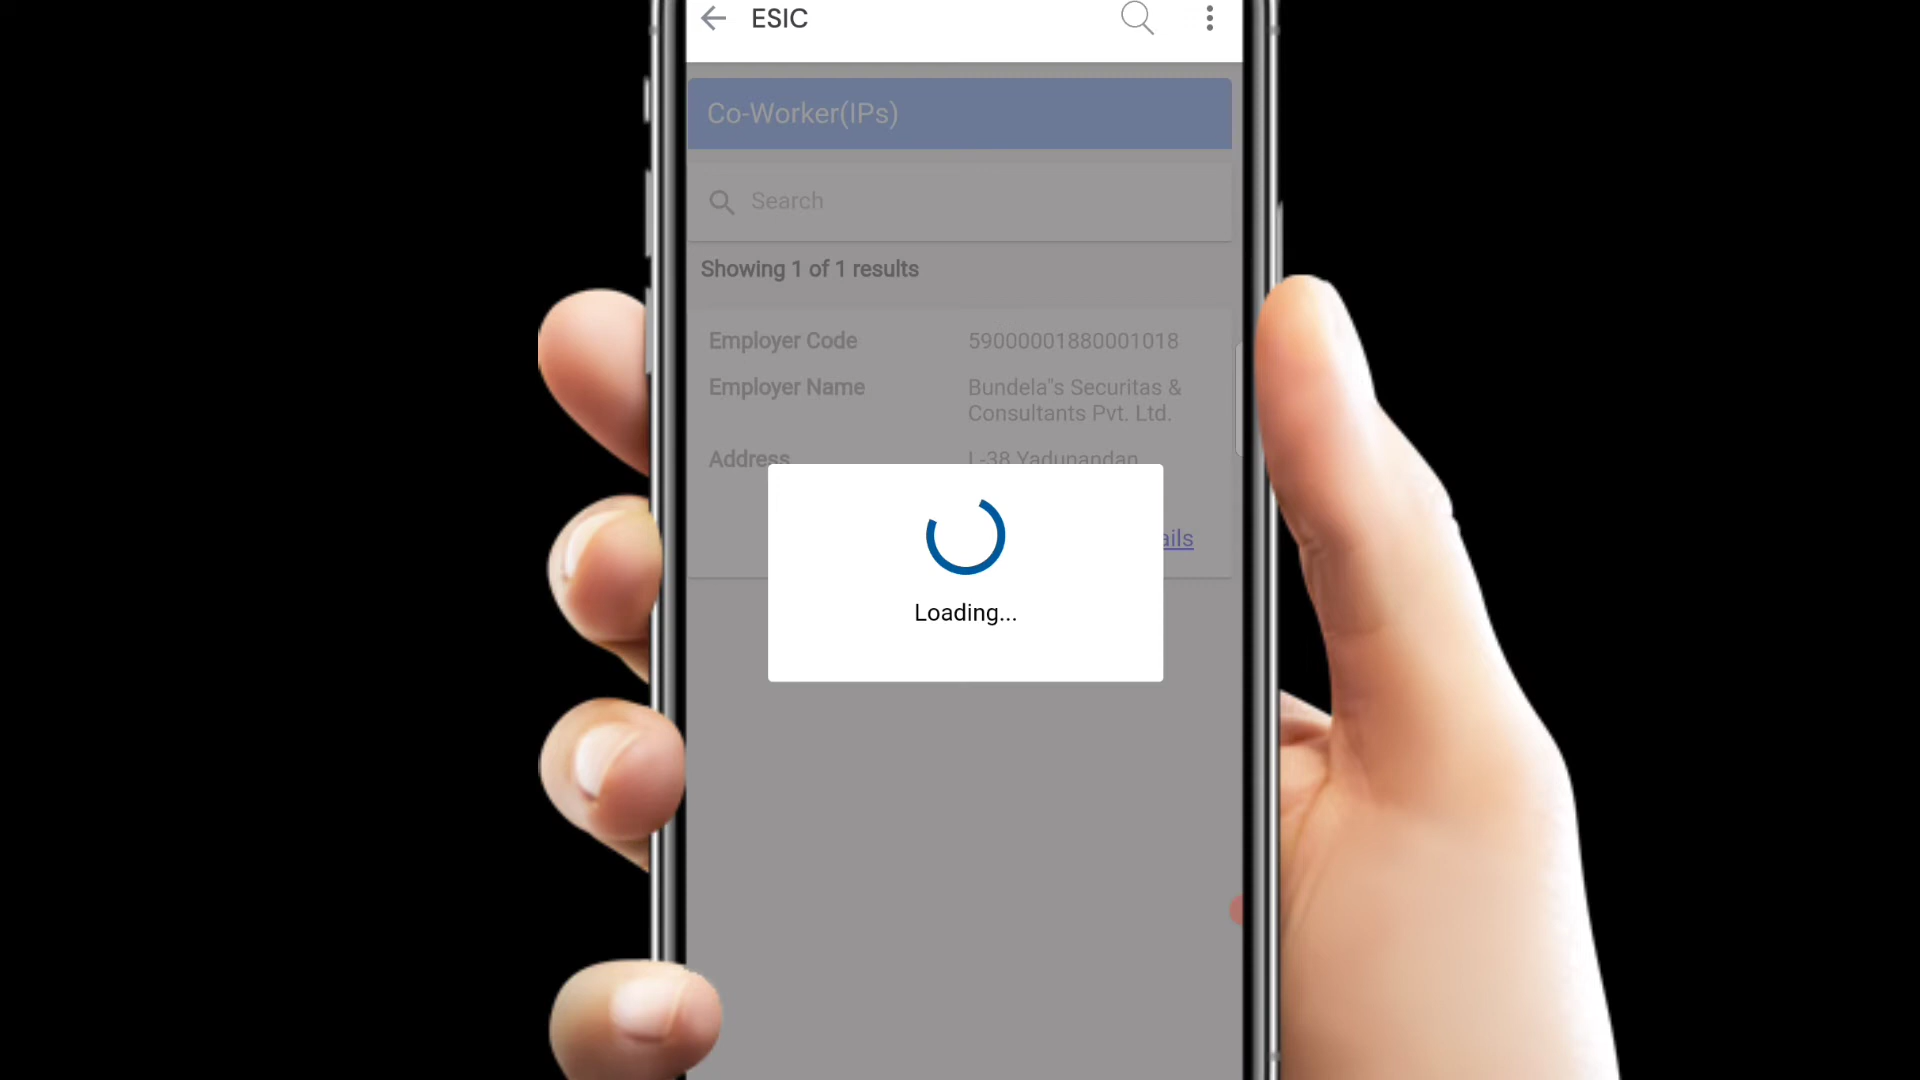 ESIC
Co-Worker(IPs)
Search
Showing 1 of 1 results
Employer Code 59000001880001018
Employer Name Bundela"s Securitas &
Consultants Pvt. Ltd.
Address L-38 Yadunandan
ails
Loading...